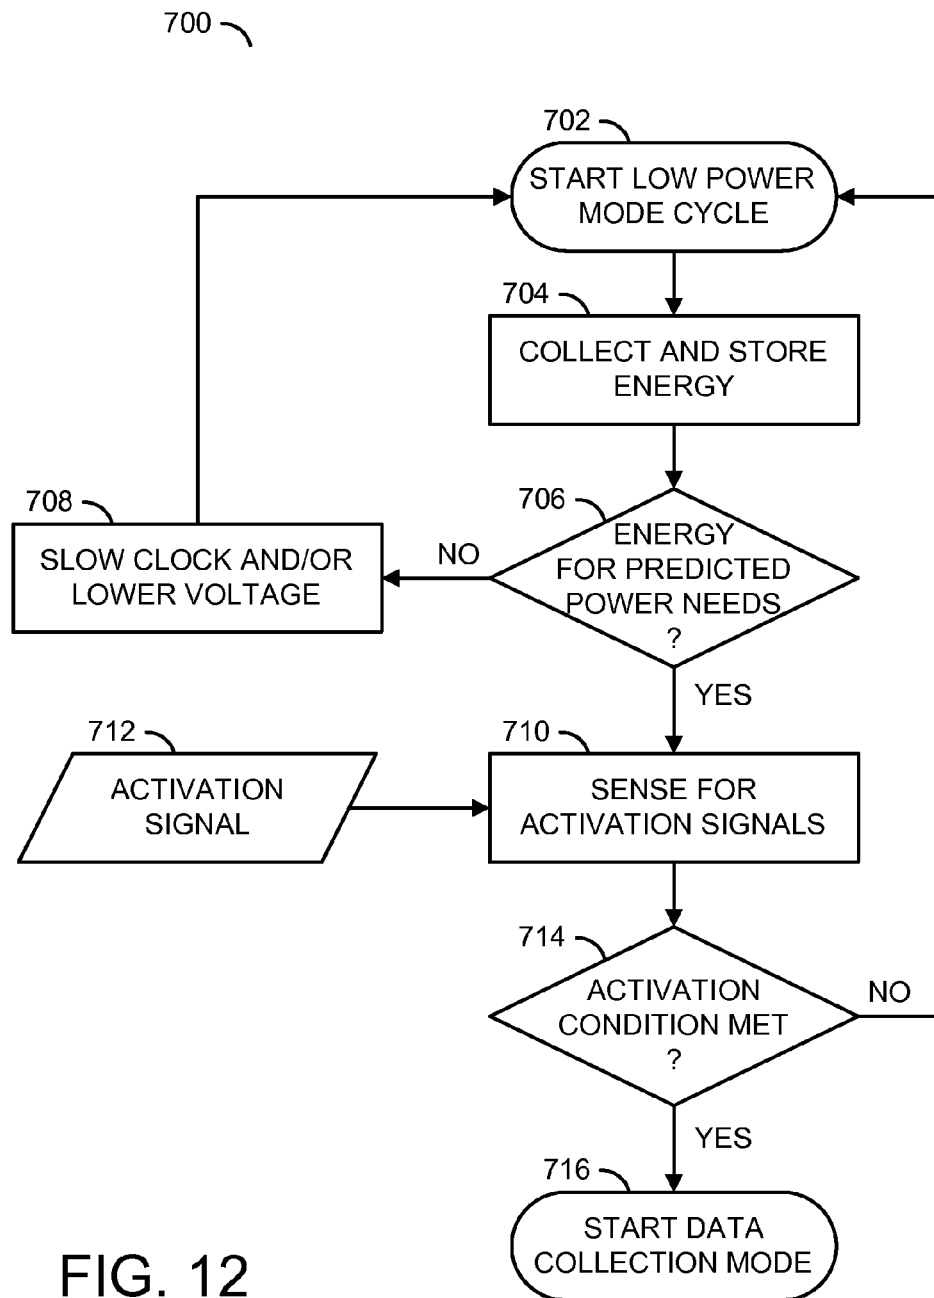 700
702
START LOW POWER
MODE CYCLE
704
COLLECT AND STORE
ENERGY
706
ENERGY
FOR PREDICTED
POWER NEEDS
?
NO
708
SLOW CLOCK AND/OR
LOWER VOLTAGE
YES
712
ACTIVATION
SIGNAL
710
SENSE FOR
ACTIVATION SIGNALS
714
ACTIVATION
CONDITION MET
?
NO
YES
716
START DATA
COLLECTION MODE
FIG. 12